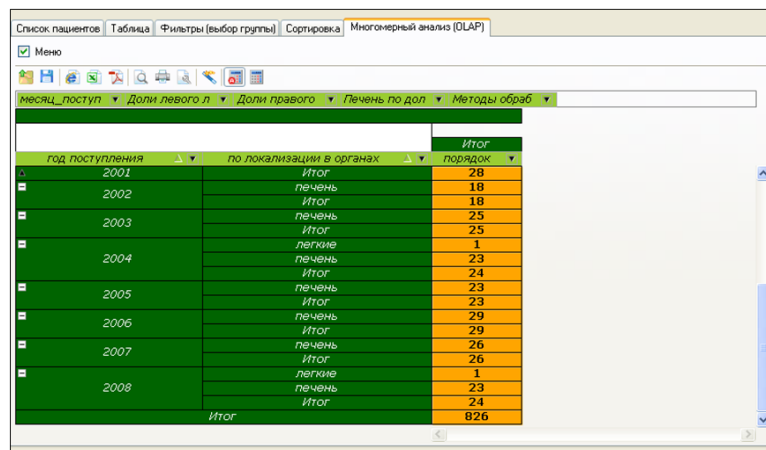 Список пациентов Таблица Фильтры (выбор группы) Сортировка Многомерный анализ (OLAP)
Меню
месяц_поступ Доли левого л Доли правого Печень по дол Методы обраб
Итог
год поступления по локализации в органах порядок
2001 Итог 28
2002 печень 18
Итог 18
2003 печень 25
Итог 25
2004 легкие 1
печень 23
Итог 24
2005 печень 23
Итог 23
2006 печень 29
Итог 29
2007 печень 26
Итог 26
2008 легкие 1
печень 23
Итог 24
Итог 826